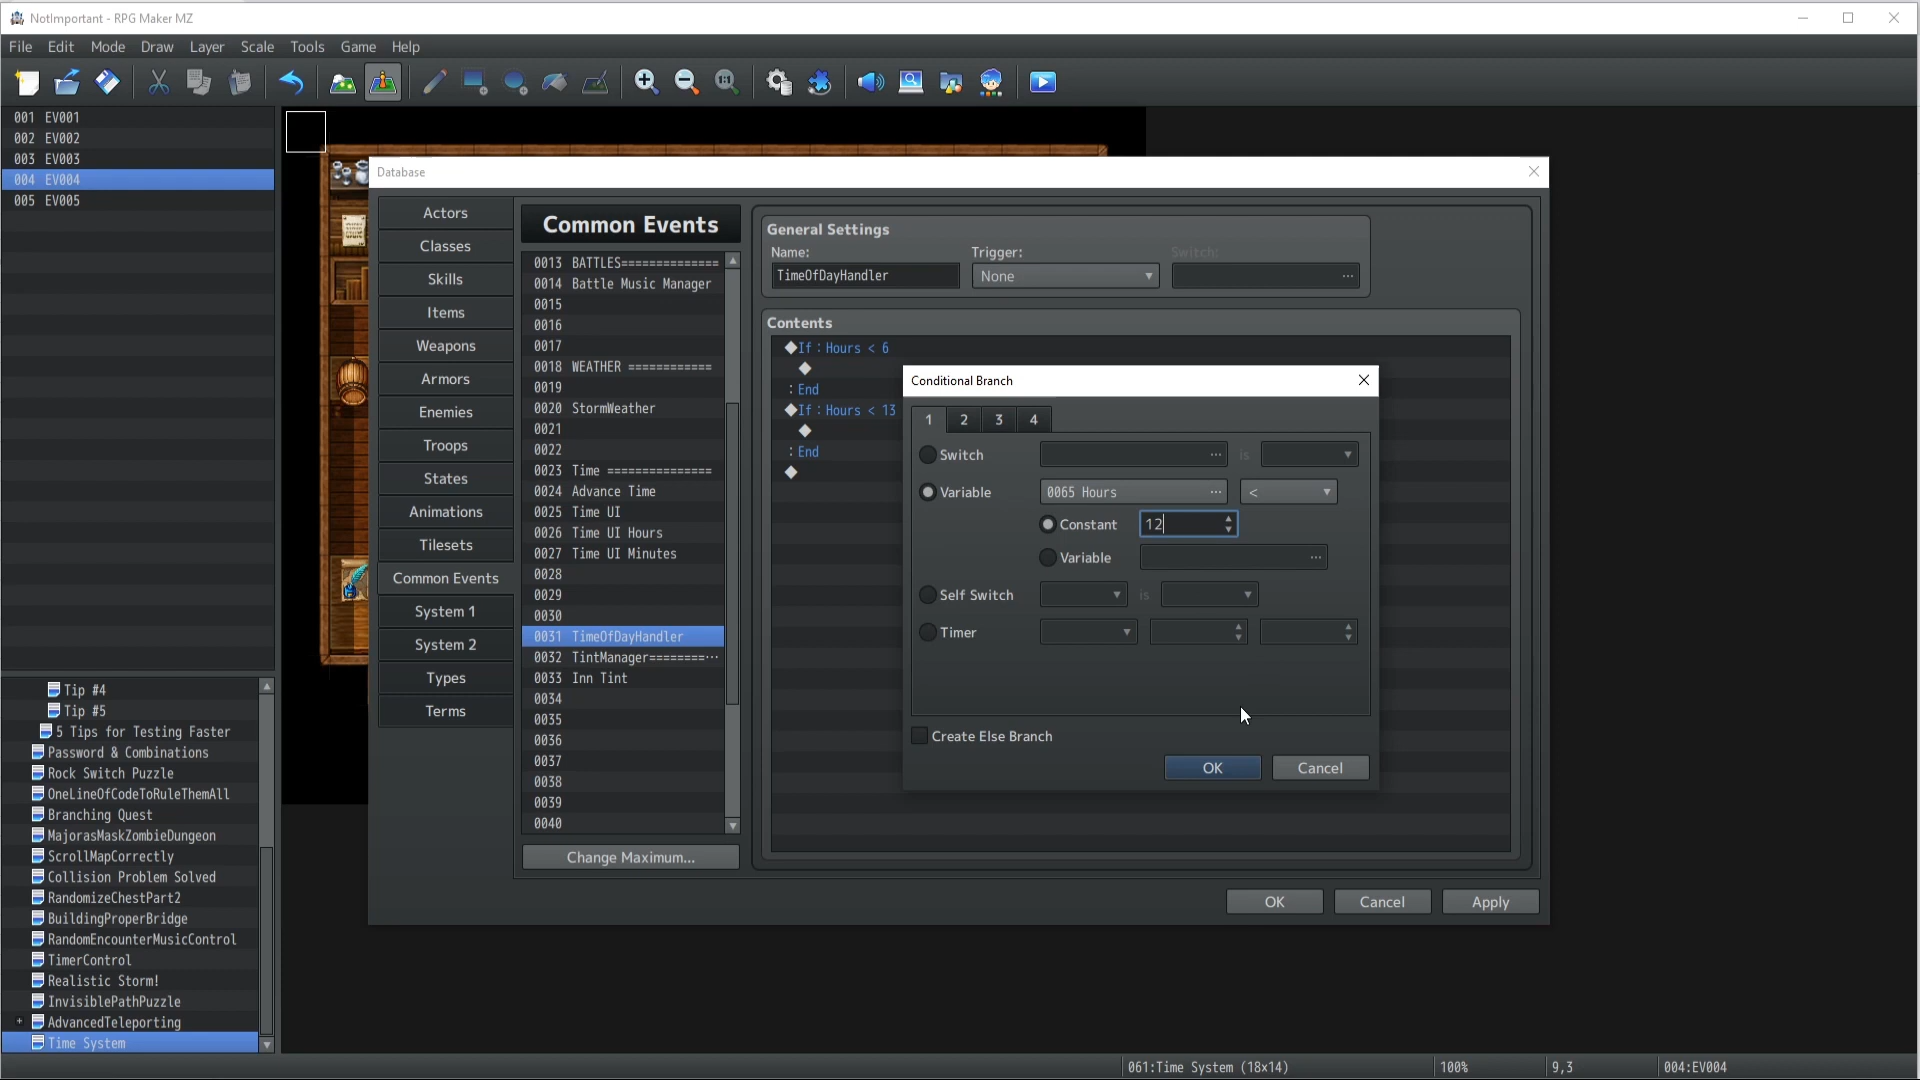 NotImportant - RPG Maker MZ
File Edit Mode Draw Layer Scale Tools Game Help
1:1
001 EV001
002 EV002
003 EV003
004 EV004
005 EV005
Database
Actors
Classes
Skills
Items
Weapons
Armors
Enemies
Troops
States
Animations
Tilesets
Common Events
System 1
System 2
Types
Terms
Common Events
0013 BATTLES==============
0014 Battle Music Manager
0015
0016
0017
0018 WEATHER ============
0019
0020 StormWeather
0021
0022
0023 Time ===============
0024 Advance Time
0025 Time UI
0026 Time UI Hours
0027 Time UI Minutes
0028
0029
0030
0031 TimeOfDayHandler
0032 TintManager========…
0033 Inn Tint
0034
0035
0036
0037
0038
0039
0040
Change Maximum...
General Settings
Name: Trigger: Switch:
TimeOfDayHandler None ...
Contents
◆If : Hours < 6
◆
: End
◆If : Hours < 13
◆
: End
◆
Conditional Branch
1 2 3 4
Switch ... is
Variable 0065 Hours ... <
Constant 12
Variable ...
Self Switch is
Timer
Create Else Branch
OK Cancel
OK Cancel Apply
Tip #4
Tip #5
5 Tips for Testing Faster
Password & Combinations
Rock Switch Puzzle
OneLineOfCodeToRuleThemAll
Branching Quest
MajorasMaskZombieDungeon
ScrollMapCorrectly
Collision Problem Solved
RandomizeChestPart2
BuildingProperBridge
RandomEncounterMusicControl
TimerControl
Realistic Storm!
InvisiblePathPuzzle
AdvancedTeleporting
Time System
061:Time System (18x14) 100% 9,3 004:EV004